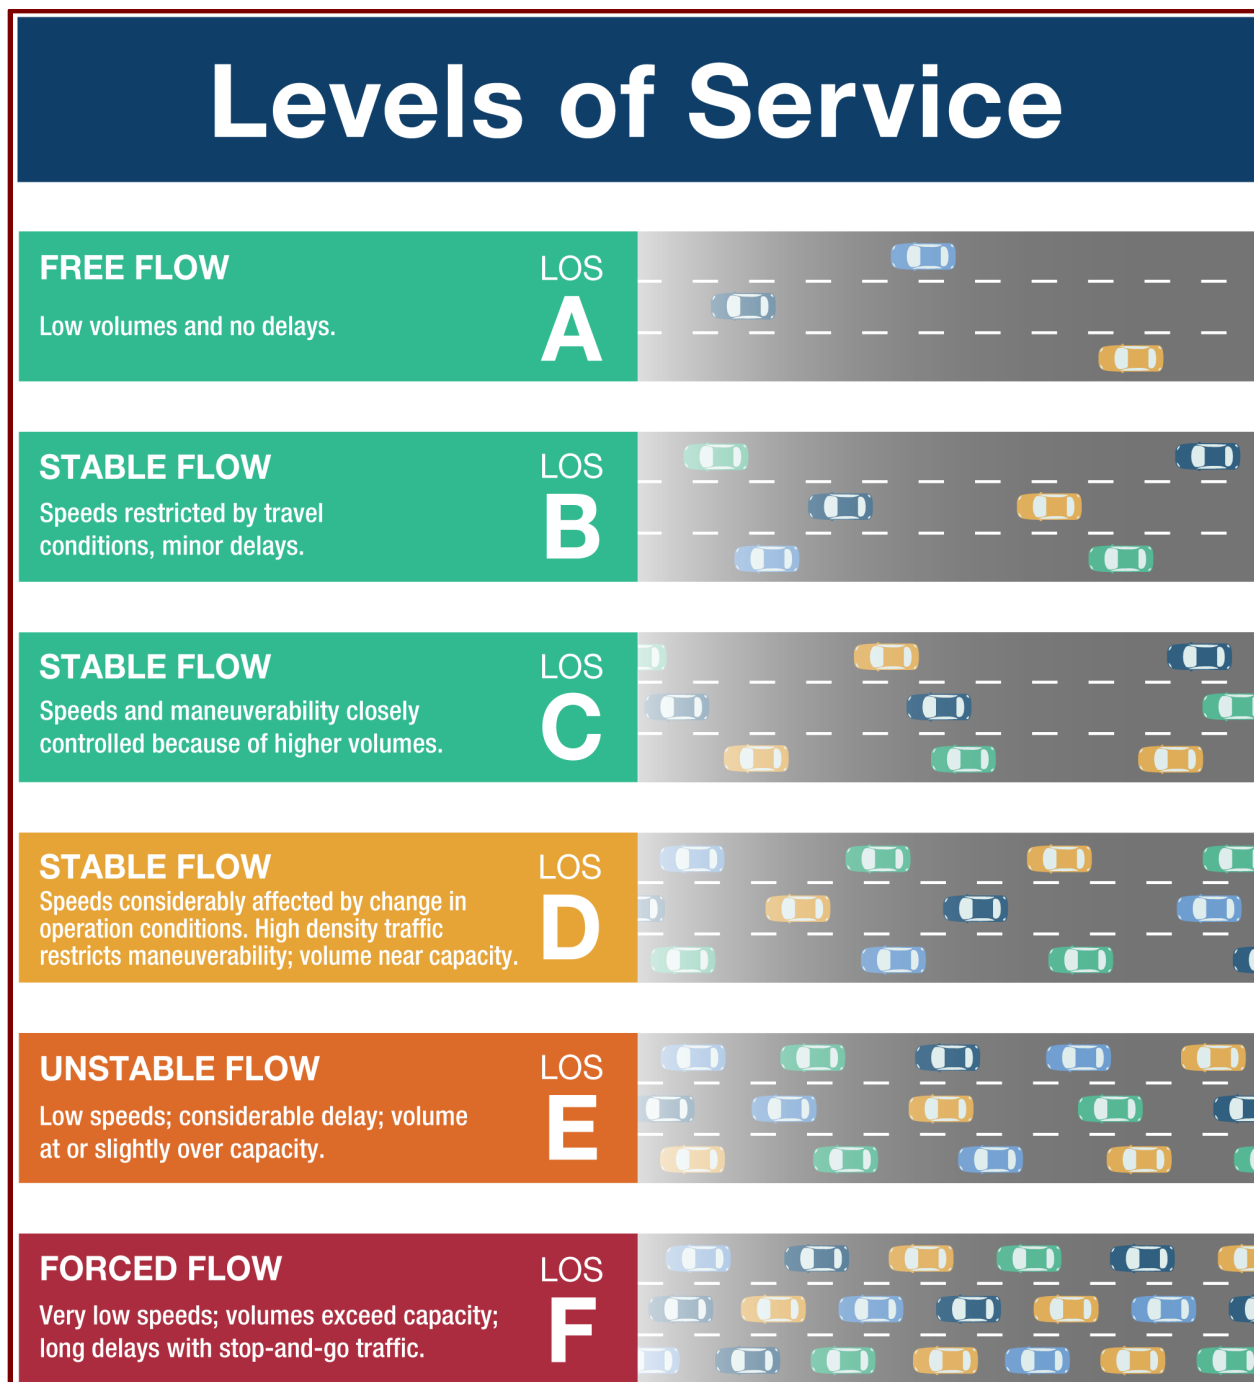 Levels of Service
FREE FLOW
LOS
A
Low volumes and no delays.
STABLE FLOW
LOS
B
Speeds restricted by travel
conditions, minor delays.
STABLE FLOW
LOS
C
Speeds and maneuverability closely
controlled because of higher volumes.
STABLE FLOW
LOS
D
Speeds considerably affected by change in
operation conditions. High density traffic
restricts maneuverability; volume near capacity.
UNSTABLE FLOW
LOS
E
Low speeds; considerable delay; volume
at or slightly over capacity.
FORCED FLOW
LOS
F
Very low speeds; volumes exceed capacity;
long delays with stop-and-go traffic.